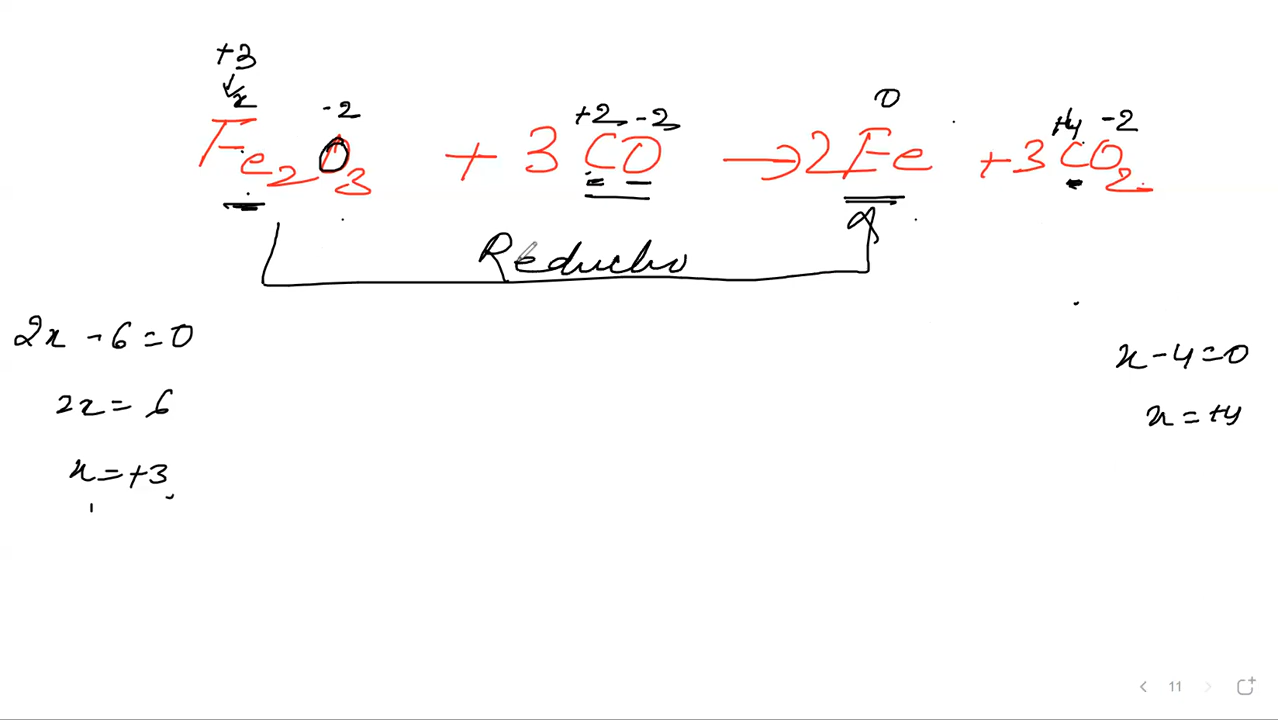 +3
x -2 +2 -2 0 +4 -2
Fe2O3 + 3CO → 2Fe + 3CO2
2x - 6 = 0
x - 4 = 0
2x = 6
x = +4
x = +3
11